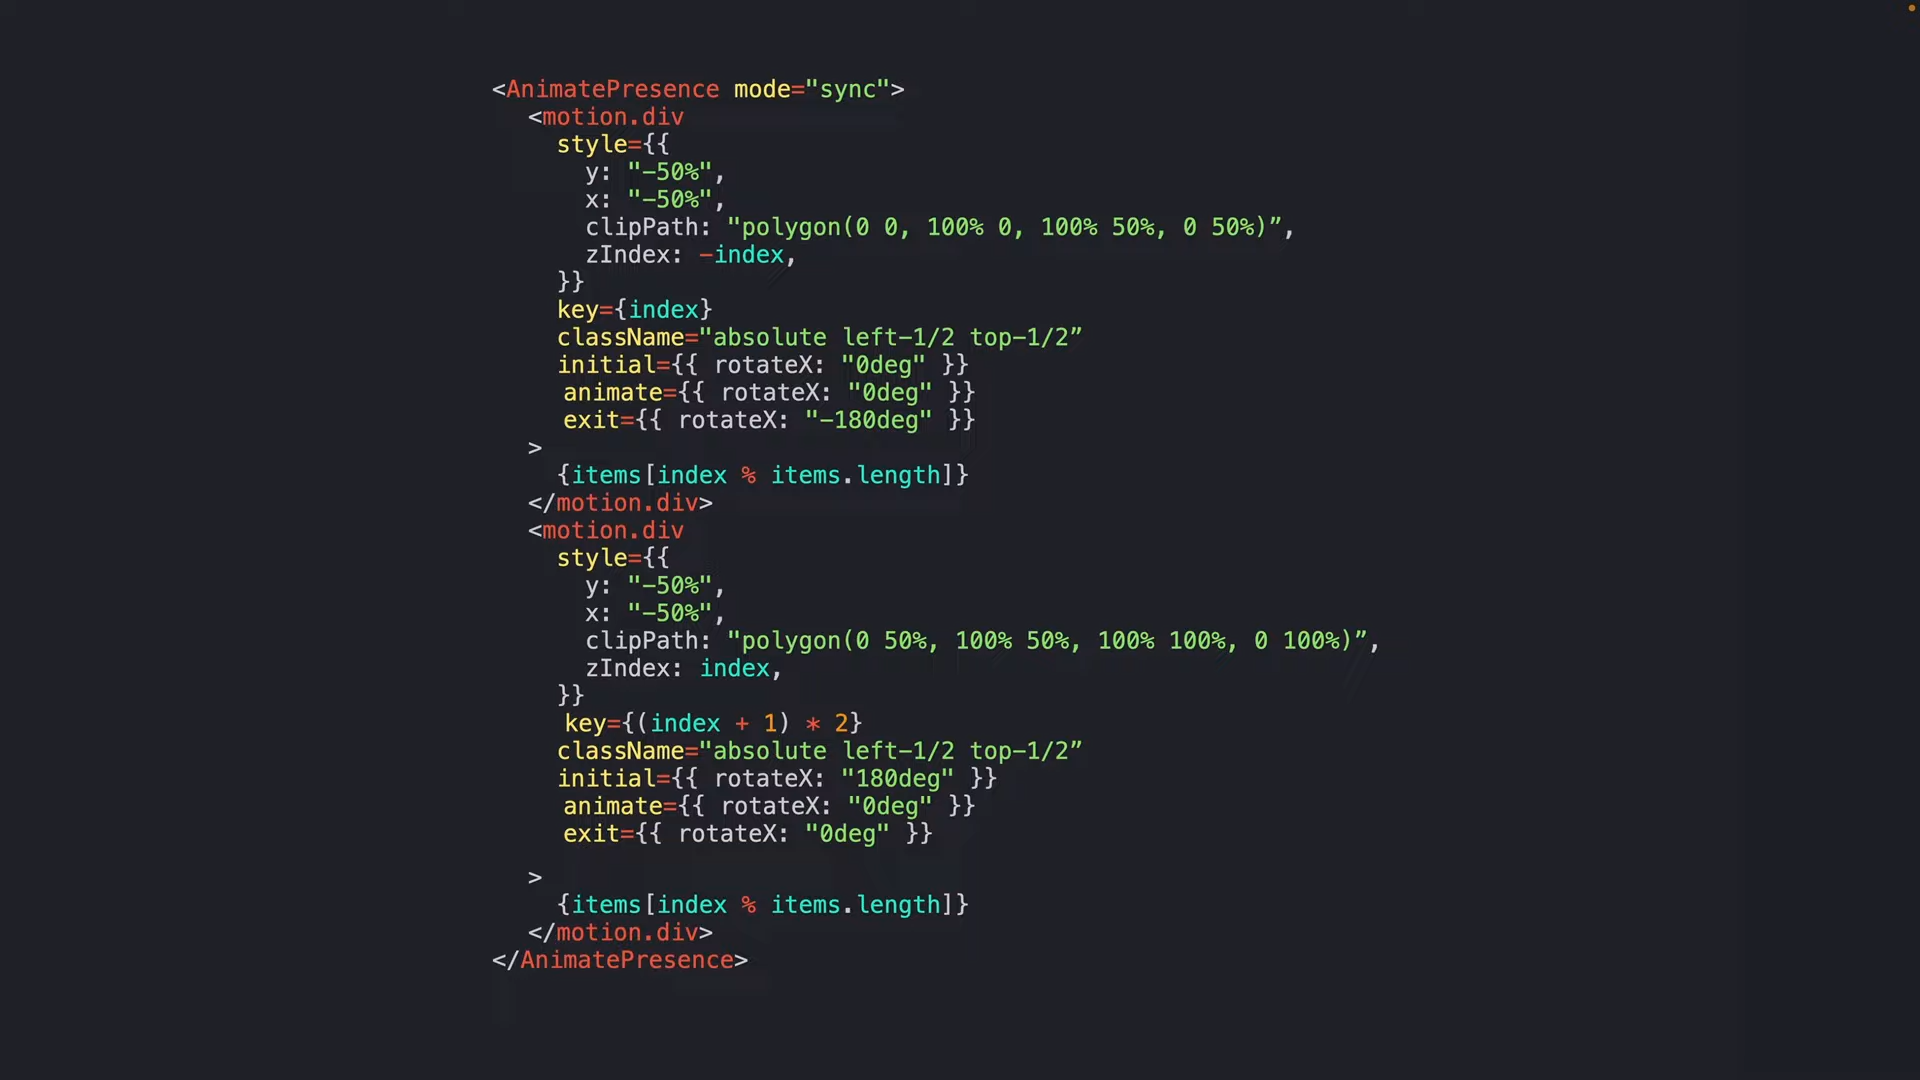 <AnimatePresence mode="sync">
  <motion.div
    style={{
      y: "-50%",
      x: "-50%",
      clipPath: "polygon(0 0, 100% 0, 100% 50%, 0 50%)”,
      zIndex: -index,
    }}
    key={index}
    className="absolute left-1/2 top-1/2”
    initial={{ rotateX: "0deg" }}
    animate={{ rotateX: "0deg" }}
    exit={{ rotateX: "-180deg" }}
  >
    {items[index % items.length]}
  </motion.div>
  <motion.div
    style={{
      y: "-50%",
      x: "-50%",
      clipPath: "polygon(0 50%, 100% 50%, 100% 100%, 0 100%)”,
      zIndex: index,
    }}
    key={(index + 1) * 2}
    className="absolute left-1/2 top-1/2”
    initial={{ rotateX: "180deg" }}
    animate={{ rotateX: "0deg" }}
    exit={{ rotateX: "0deg" }}
  >
    {items[index % items.length]}
  </motion.div>
</AnimatePresence>